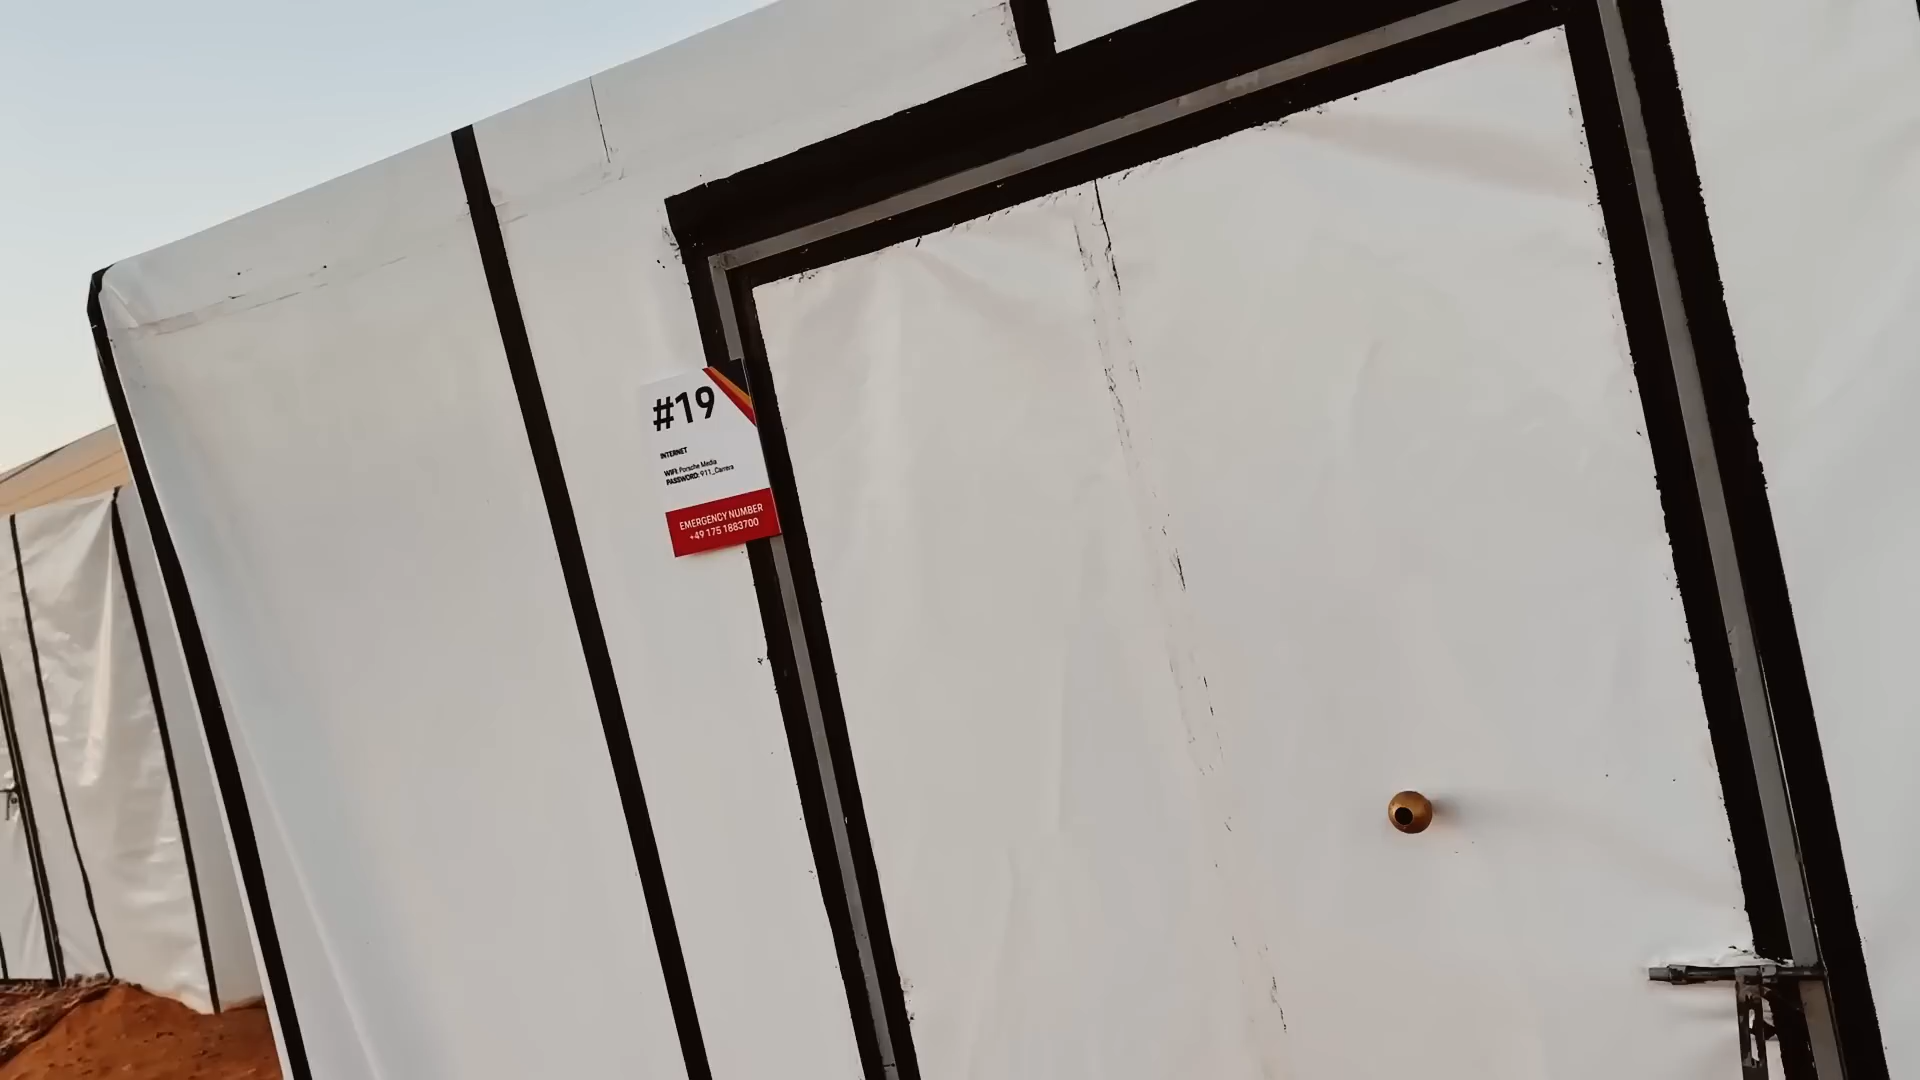 #19
INTERNET
WIFI: Porsche Media
PASSWORD: 911_Carrera
EMERGENCY NUMBER
+49 175 1883700